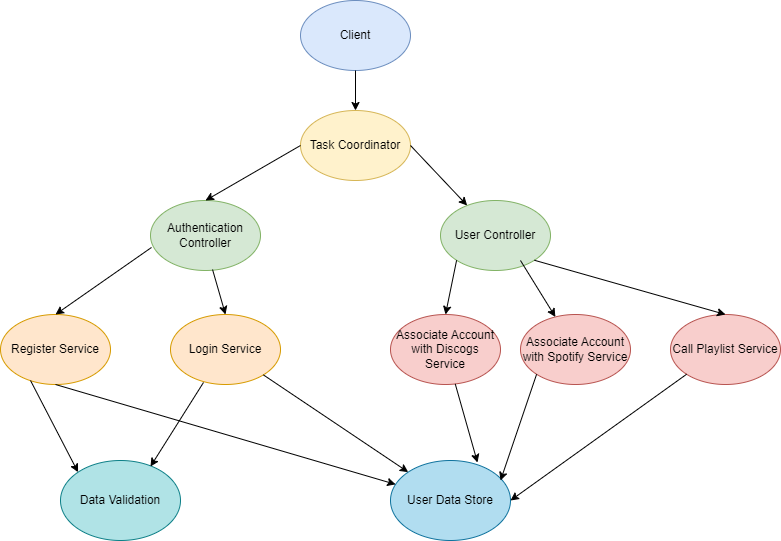 Client
Task Coordinator
Authentication
Controller
User Controller
Register Service
Login Service
Associate Account
with Discogs
Service
Associate Account
with Spotify Service
Call Playlist Service
Data Validation
User Data Store